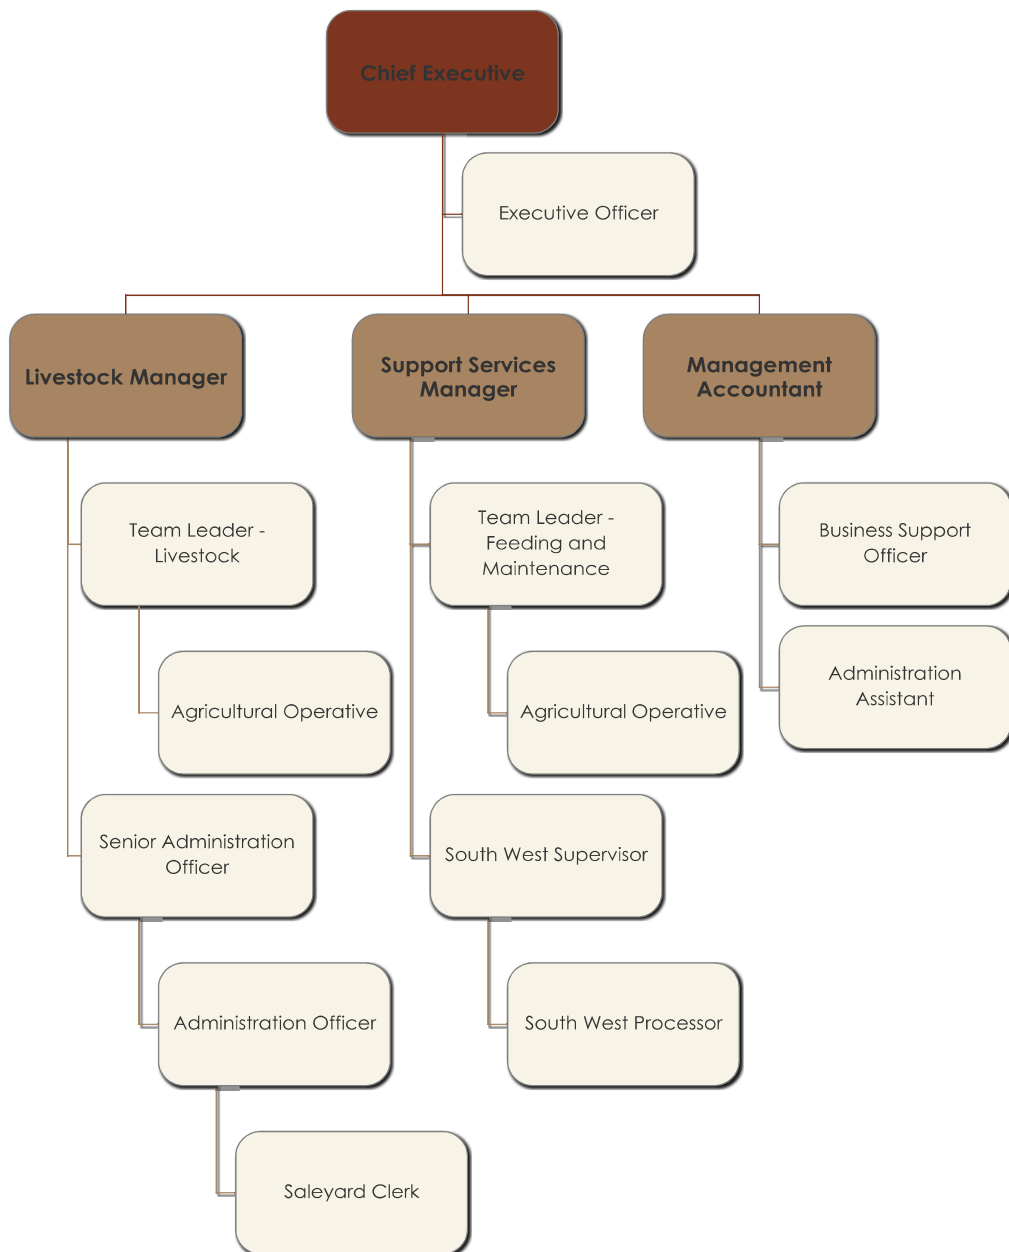 Chief Executive
Executive Officer
Livestock Manager
Support Services
Manager
Management
Accountant
Team Leader -
Livestock
Team Leader -
Feeding and
Maintenance
Business Support
Officer
Administration
Assistant
Agricultural Operative
Agricultural Operative
Senior Administration
Officer
South West Supervisor
Administration Officer
South West Processor
Saleyard Clerk